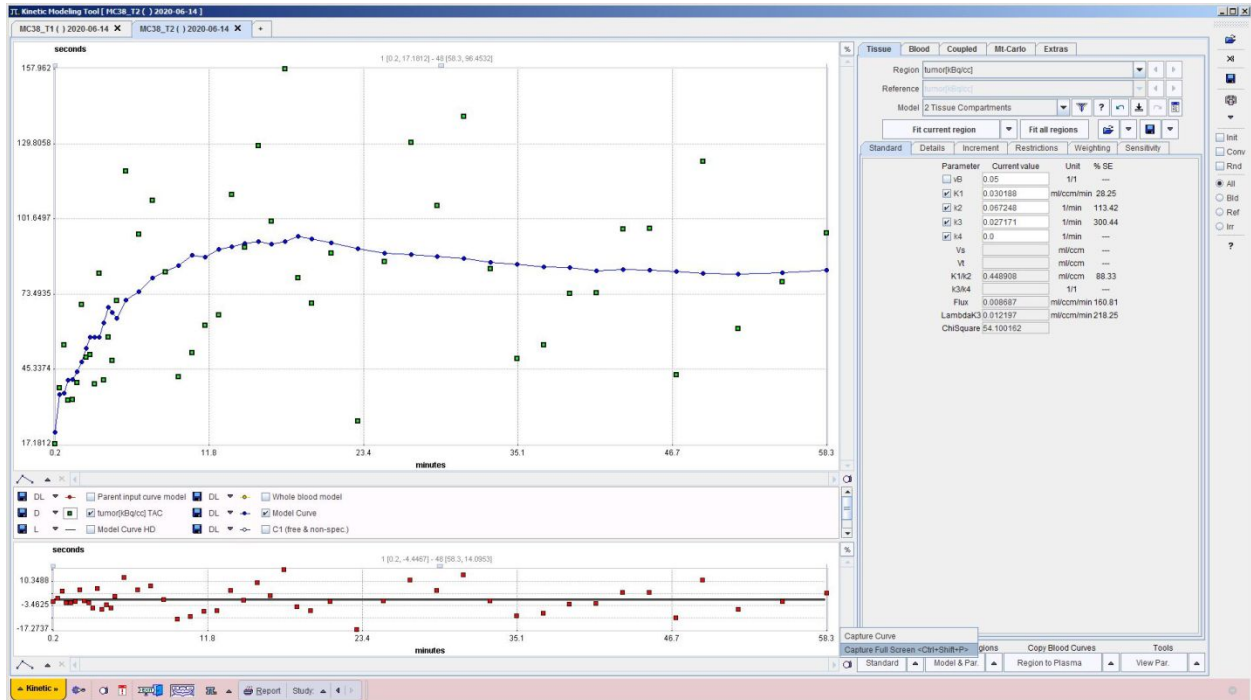 Kinetic Modeling Tool [ MC38_T2 ( ) 2020-06-14 ]
MC38_T1 ( ) 2020-06-14 MC38_T2 ( ) 2020-06-14 +
seconds
1 [0.2, 17.1812] - 48 [58.3, 96.4532]
%
157.962
129.8058
101.6497
73.4935
45.3374
17.1812
0.2 11.8 23.4 35.1 46.7 58.3
minutes
DL Parent input curve model DL Whole blood model
D tumor[kBq/cc] TAC DL Model Curve
L Model Curve HD DL C1 (free & non-spec.)
seconds
1 [0.2, -4.4467] - 48 [58.3, 14.0953]
%
10.3488
-3.4625
-17.2737
0.2 11.8 23.4 35.1 46.7 58.3
minutes
Tissue Blood Coupled Mt-Carlo Extras
Region tumor[kBq/cc]
Reference tumor[kBq/cc]
Model 2 Tissue Compartments ?
Fit current region Fit all regions
Standard Details Increment Restrictions Weighting Sensitivity
Parameter Current value Unit % SE
vB 0.05 1/1 ---
K1 0.030188 ml/ccm/min 28.25
k2 0.067248 1/min 113.42
k3 0.027171 1/min 300.44
k4 0.0 1/min ---
Vs ml/ccm ---
Vt ml/ccm ---
K1/k2 0.448908 ml/ccm 88.33
k3/k4 1/1 ---
Flux 0.008687 ml/ccm/min 160.81
LambdaK3 0.012197 ml/ccm/min 218.25
ChiSquare 54.100162
Capture Curve
Capture Full Screen <Ctrl+Shift+P> gions Copy Blood Curves Tools
Standard Model & Par. Region to Plasma View Par.
Init
Conv
Rnd
All
Bld
Ref
Irr
?
Kinetic Report Study: